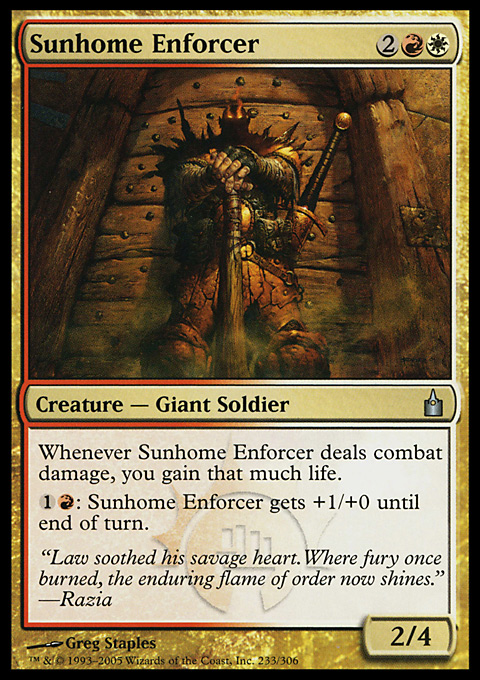 Sunhome Enforcer 2
Creature — Giant Soldier
Whenever Sunhome Enforcer deals combat
damage, you gain that much life.
1 : Sunhome Enforcer gets +1/+0 until
end of turn.
“Law soothed his savage heart. Where fury once
burned, the enduring flame of order now shines.”
—Razia
Greg Staples
2/4
™ & © 1993–2005 Wizards of the Coast, Inc. 233/306